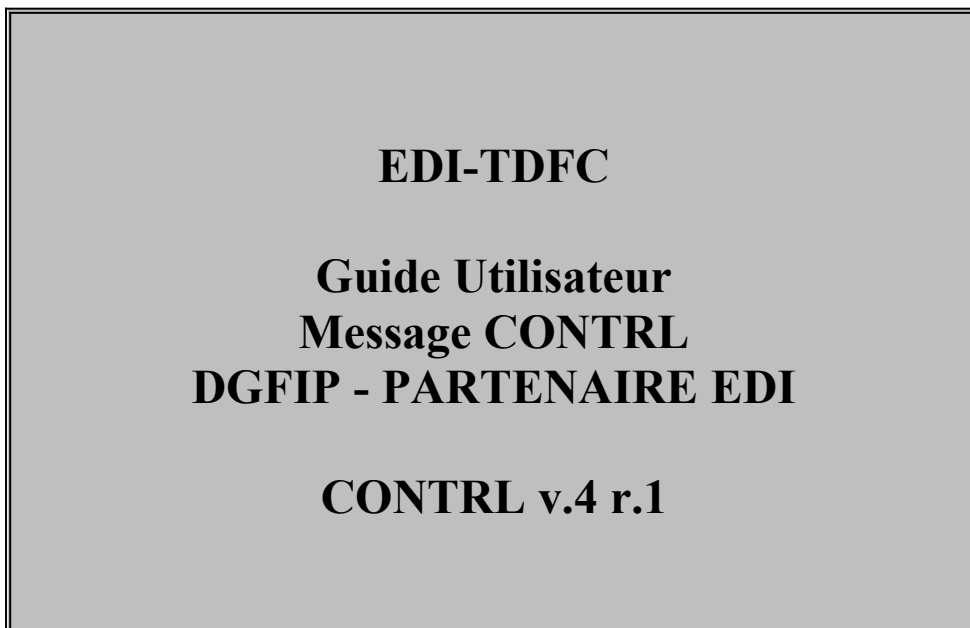 EDI-TDFC
Guide Utilisateur
Message CONTRL
DGFIP - PARTENAIRE EDI
CONTRL v.4 r.1